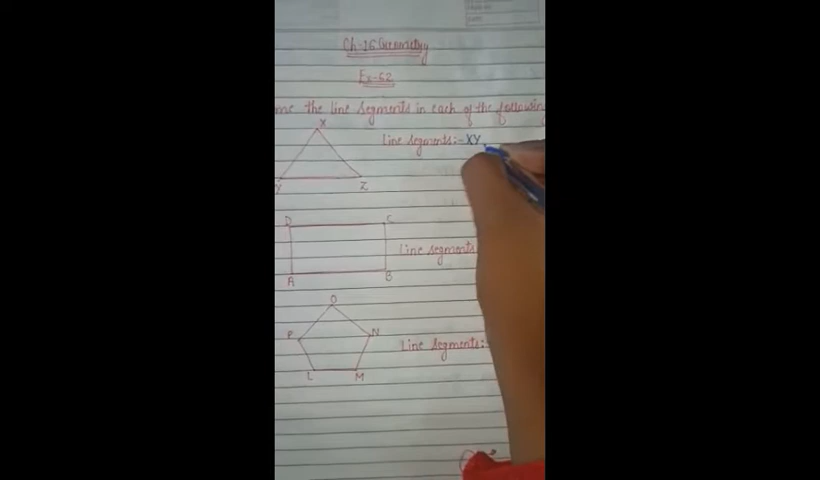 Ch-16 Geometry
Ex-62
me the line segments in each of the following
X
Line segments:- XY,
Y Z
D C
Line segments
A B
O
P N
Line segments:
L M